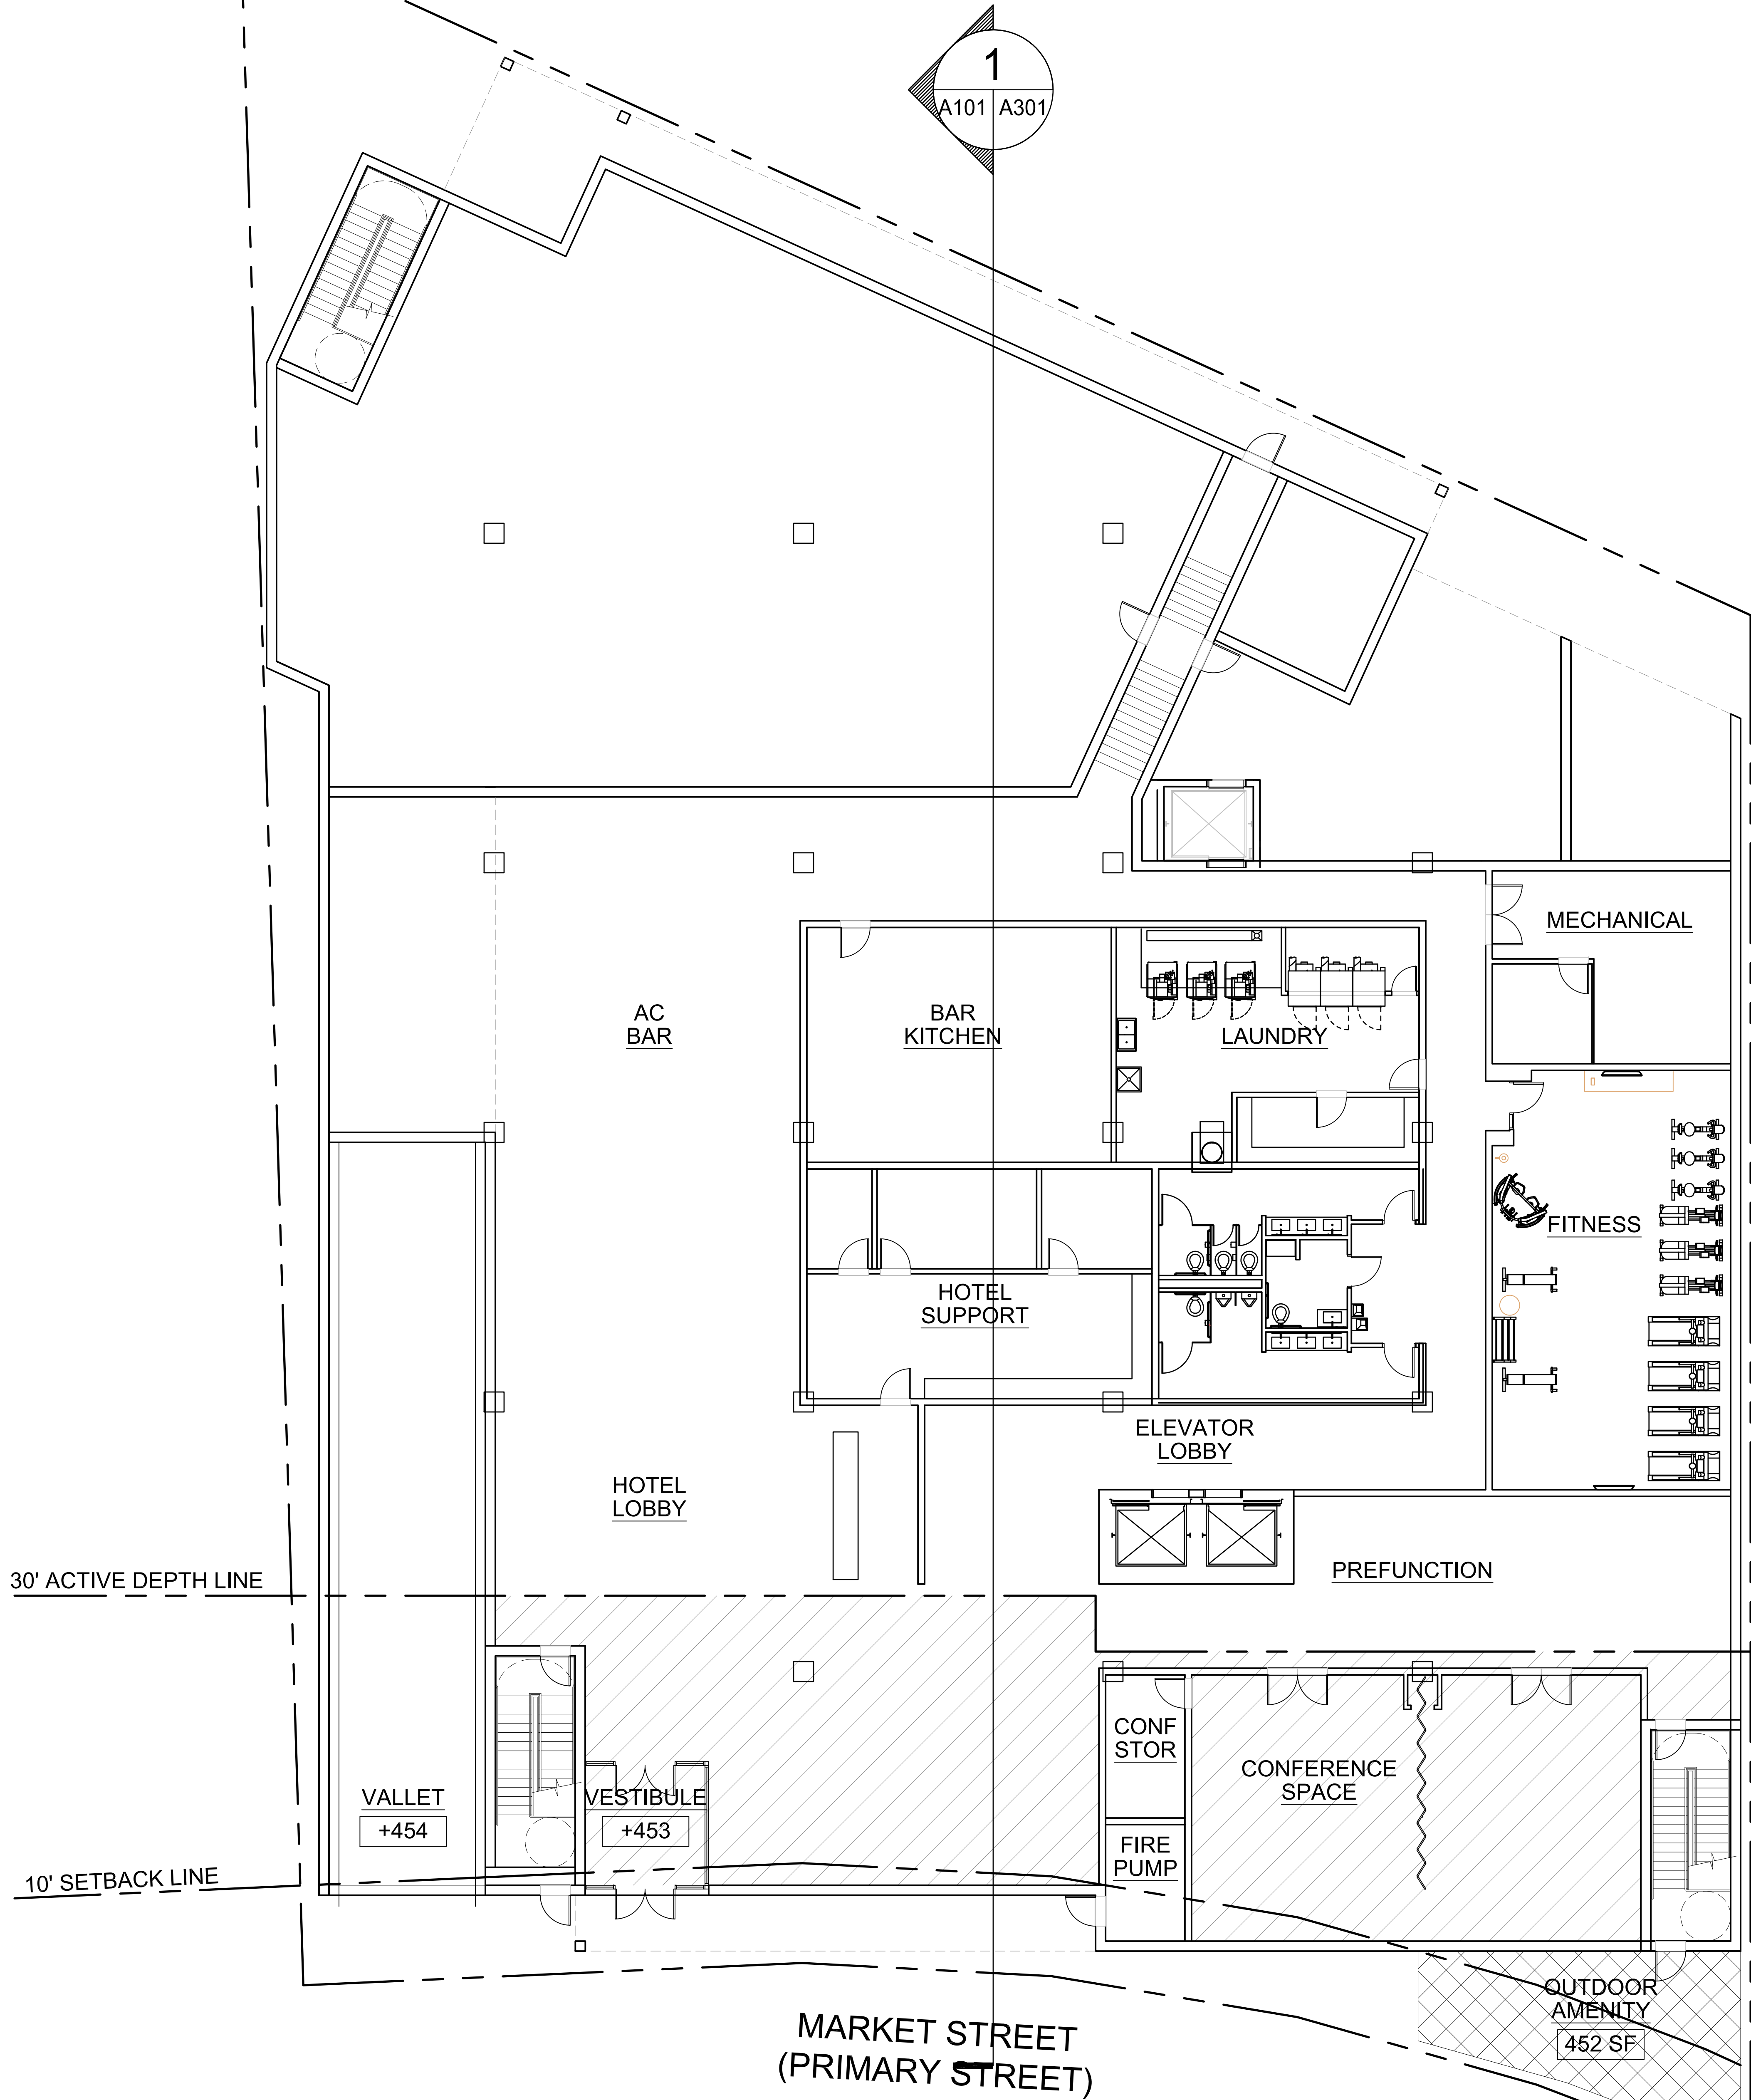 1
A101 A301
MECHANICAL
AC
BAR
BAR
KITCHEN
LAUNDRY
FITNESS
HOTEL
SUPPORT
ELEVATOR
LOBBY
HOTEL
LOBBY
30' ACTIVE DEPTH LINE
PREFUNCTION
CONF
STOR
CONFERENCE
SPACE
VALLET
+454
VESTIBULE
+453
FIRE
PUMP
10' SETBACK LINE
OUTDOOR
AMENITY
452 SF
MARKET STREET
(PRIMARY STREET)